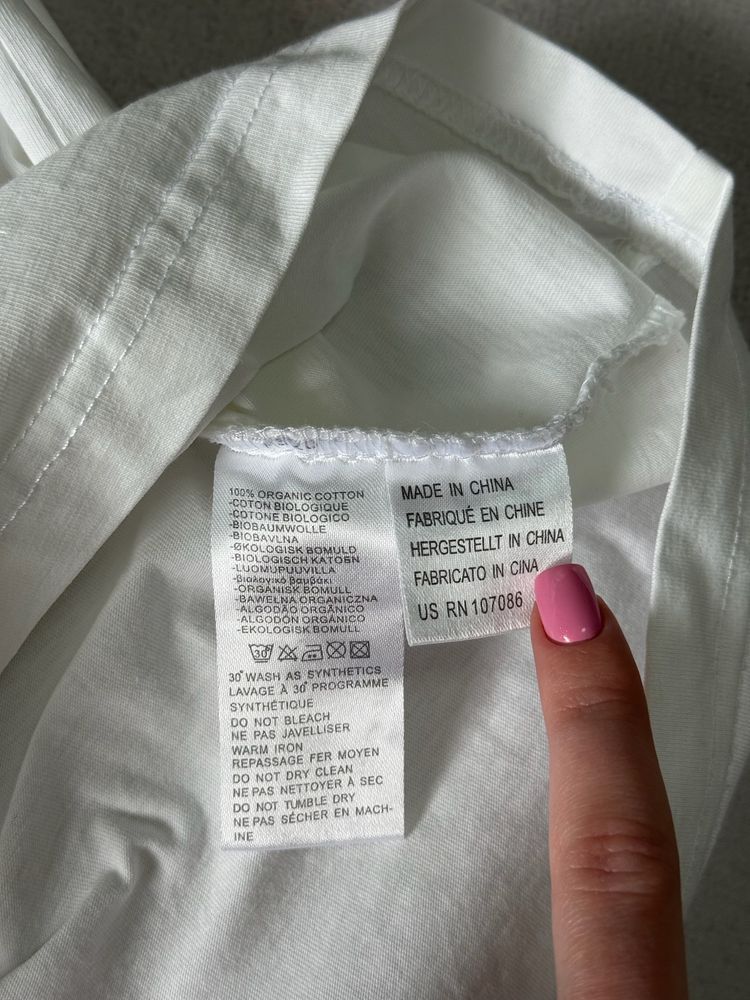 100% ORGANIC COTTON
-COTON BIOLOGIQUE
-COTONE BIOLOGICO
-BIOBAUMWOLLE
-BIOBAVLNA
-ØKOLOGISK BOMULD
-BIOLOGISCH KATOEN
-LUOMUPUUVILLA
-βιολογικό βαμβάκι
-ORGANISK BOMULL
-BAWEŁNA ORGANICZNA
-ALGODÃO ORGÂNICO
-ALGODÓN ORGÁNICO
-EKOLOGISK BOMULL
30°
30° WASH AS SYNTHETICS
LAVAGE À 30° PROGRAMME
SYNTHÉTIQUE
DO NOT BLEACH
NE PAS JAVELLISER
WARM IRON
REPASSAGE FER MOYEN
DO NOT DRY CLEAN
NE PAS NETTOYER À SEC
DO NOT TUMBLE DRY
NE PAS SÉCHER EN MACH-
INE
MADE IN CHINA
FABRIQUÉ EN CHINE
HERGESTELLT IN CHINA
FABRICATO IN CINA
US RN 107086